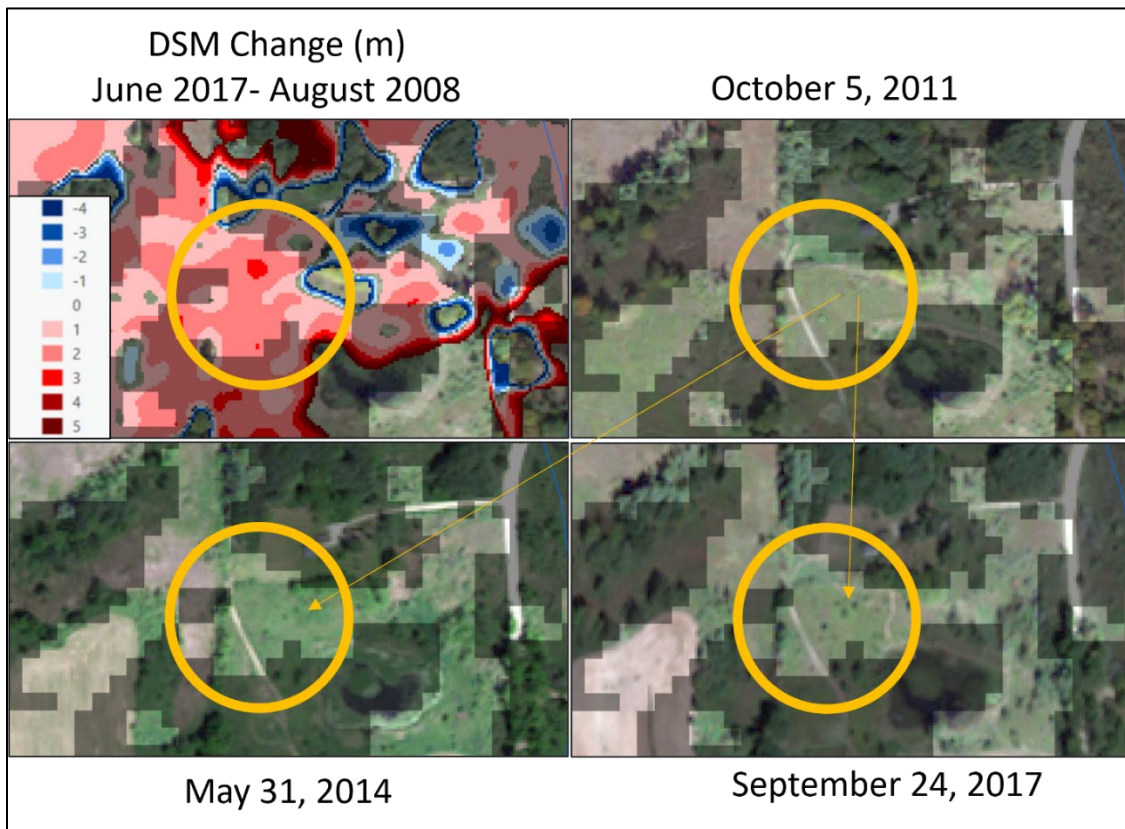 DSM Change (m)
June 2017- August 2008
October 5, 2011
-4
-3
-2
-1
0
1
2
3
4
5
May 31, 2014
September 24, 2017